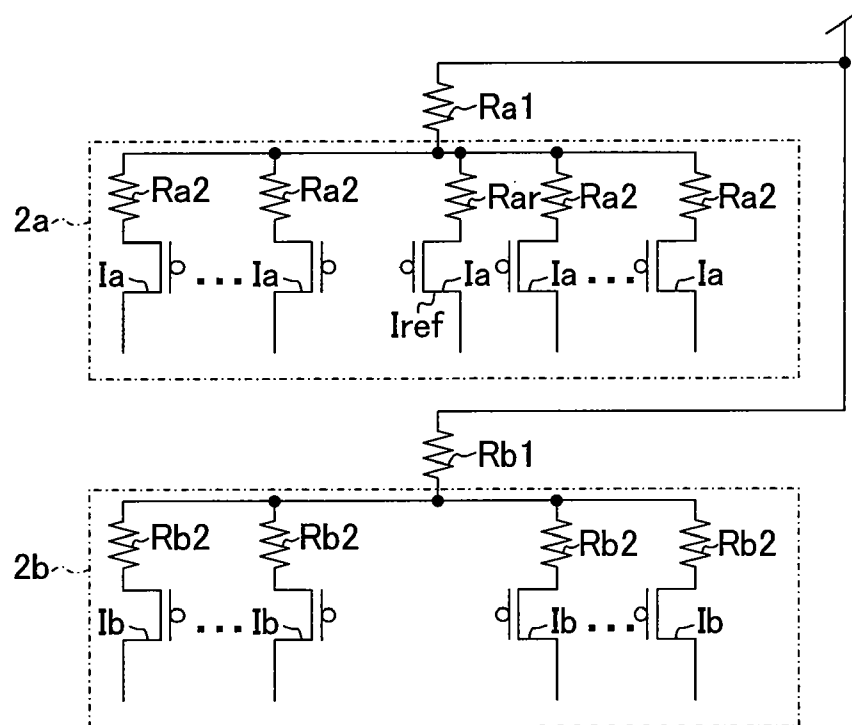 Ra1
Ra2 Ra2 Rar Ra2 Ra2
2a
Ia ... Ia Ia Ia ... Ia
Iref
Rb1
Rb2 Rb2 Rb2 Rb2
2b
Ib ... Ib Ib ... Ib